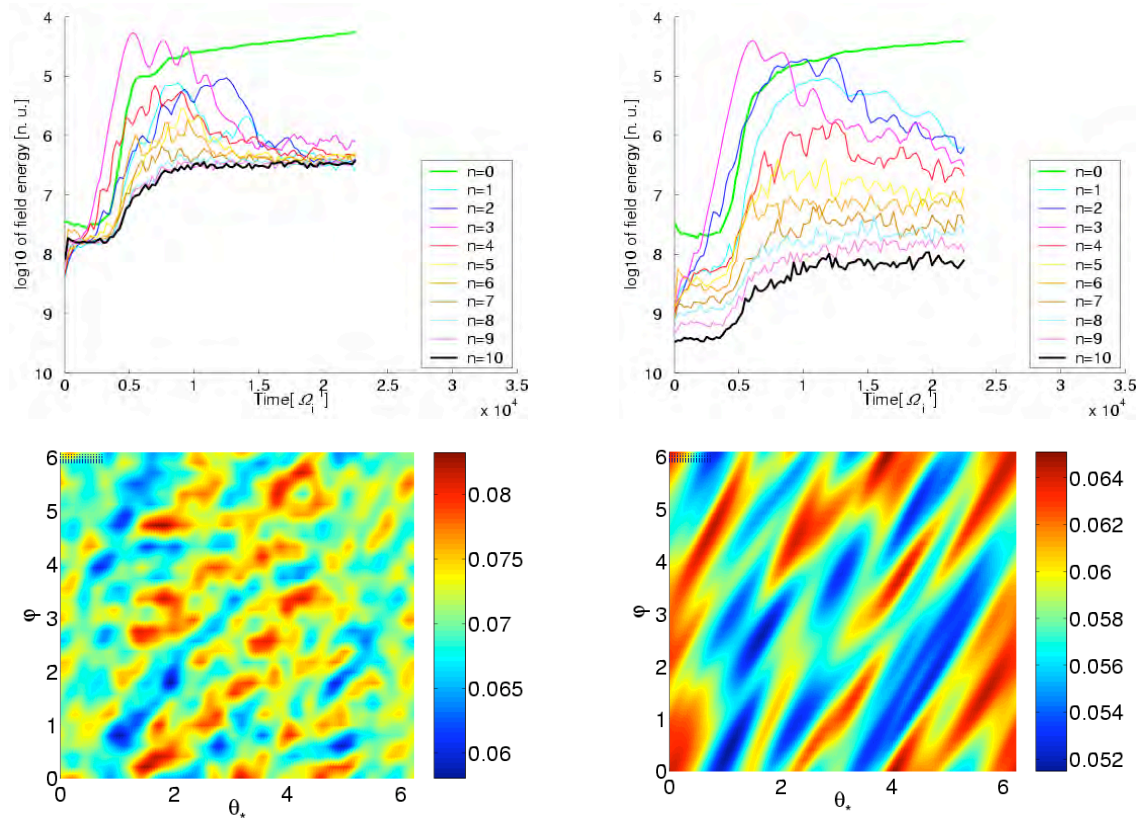 4
5
6
7
8
9
10
log10 of field energy [n. u.]
n=0
n=1
n=2
n=3
n=4
n=5
n=6
n=7
n=8
n=9
n=10
0 0.5 1 1.5 2 2.5 3 3.5
Time[ Ω_i^1]
x 10^4
4
5
6
7
8
9
10
log10 of field energy [n. u.]
n=0
n=1
n=2
n=3
n=4
n=5
n=6
n=7
n=8
n=9
n=10
0 0.5 1 1.5 2 2.5 3 3.5
Time[ Ω_i^1]
x 10^4
6
5
4
3
2
1
0
φ
0 2 4 6
θ*
0.08
0.075
0.07
0.065
0.06
6
5
4
3
2
1
0
φ
0 2 4 6
θ*
0.064
0.062
0.06
0.058
0.056
0.054
0.052